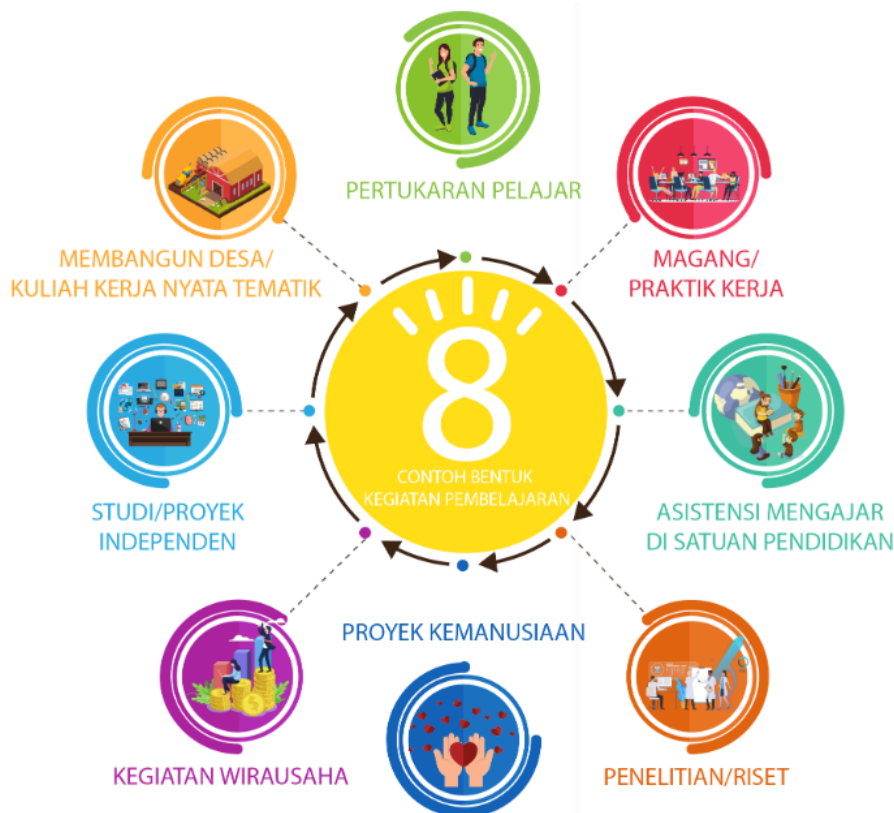 PERTUKARAN PELAJAR
MAGANG/
PRAKTIK KERJA
ASISTENSI MENGAJAR
DI SATUAN PENDIDIKAN
PENELITIAN/RISET
PROYEK KEMANUSIAAN
KEGIATAN WIRAUSAHA
STUDI/PROYEK
INDEPENDEN
MEMBANGUN DESA/
KULIAH KERJA NYATA TEMATIK
8
CONTOH BENTUK
KEGIATAN PEMBELAJARAN